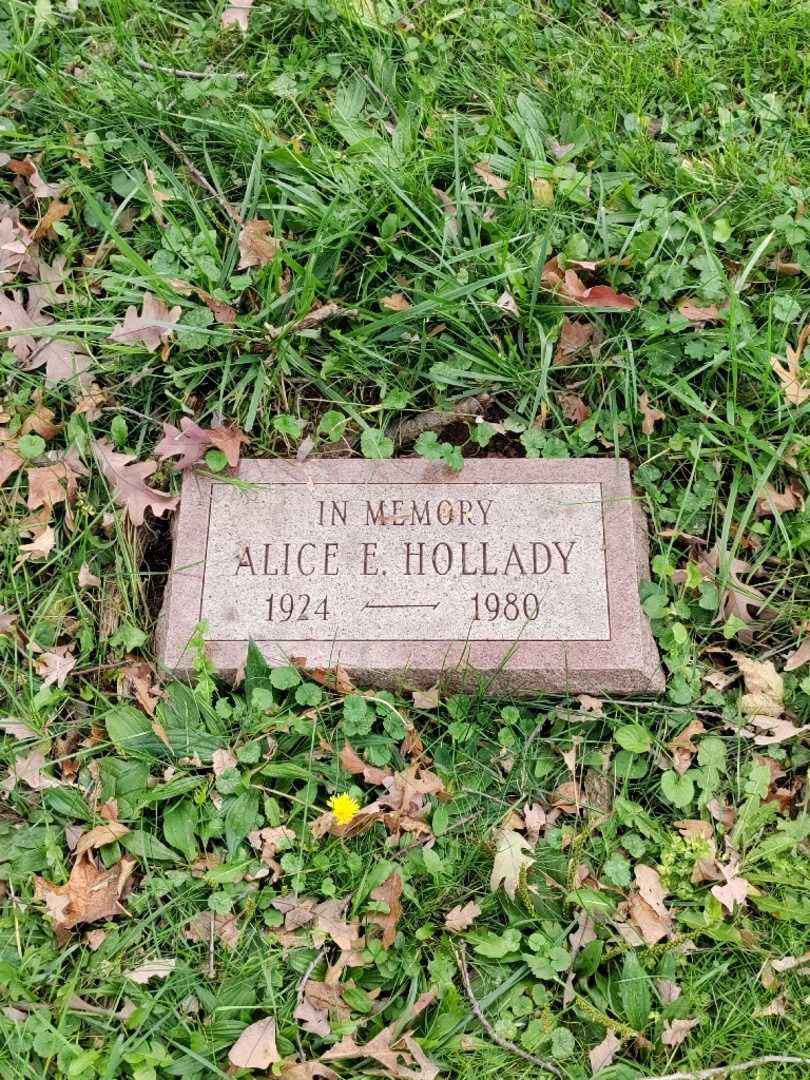 IN MEMORY
ALICE E. HOLLADY
1924 — 1980